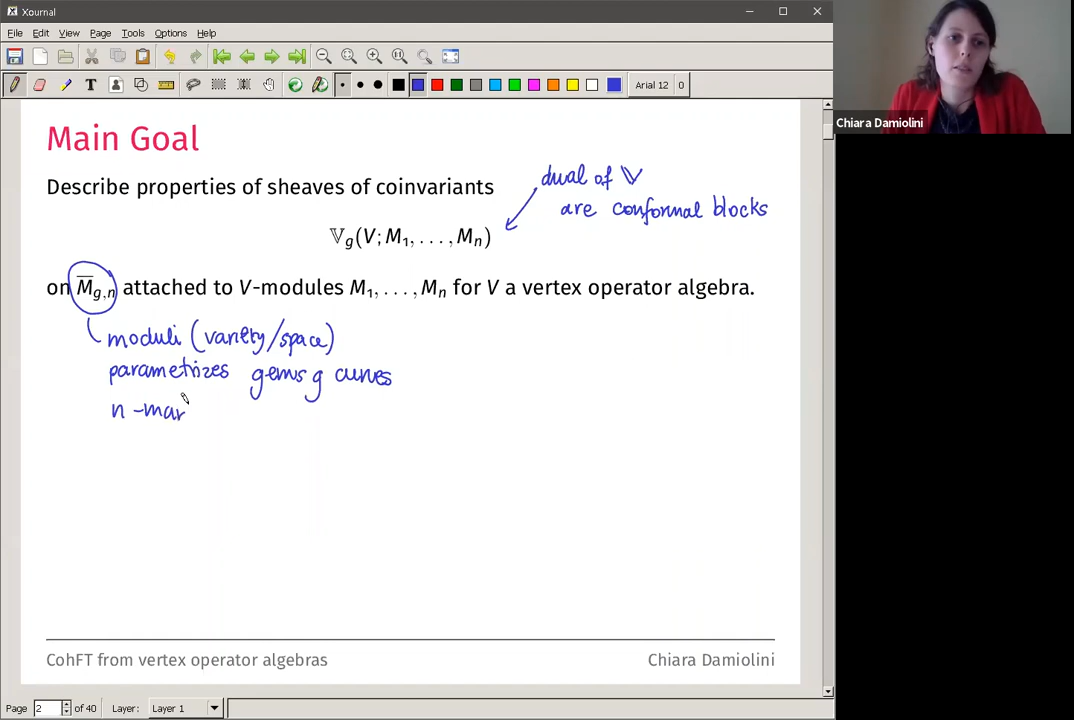 Xournal
File Edit View Page Tools Options Help
T Arial 12 0
Chiara Damiolini
Main Goal
Describe properties of sheaves of coinvariants
dual of 𝕍
are conformal blocks
𝕍g(V; M1, . . . , Mn)
on M̅g,n attached to V-modules M1, . . . , Mn for V a vertex operator algebra.
moduli (variety/space)
parametrizes genus g curves
n-mar
CohFT from vertex operator algebras Chiara Damiolini
Page 2 of 40 Layer: Layer 1